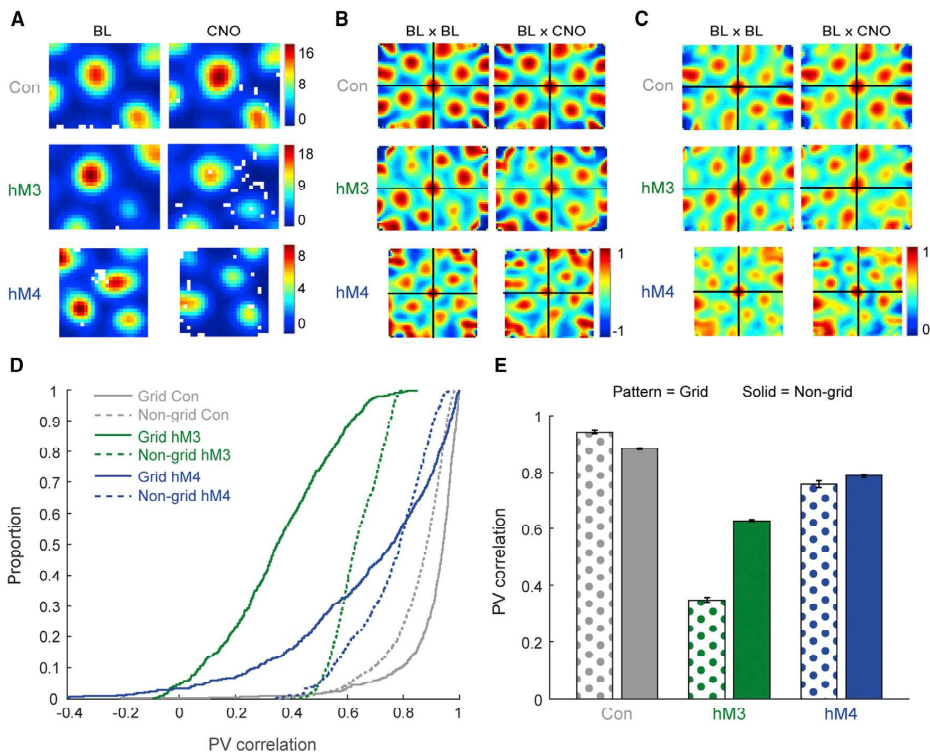 A
BL CNO
Con
16
12
8
4
0
hM3
18
9
0
hM4
8
6
4
2
0
B
BL x BL BL x CNO
Con
hM3
hM4
1
-1
C
BL x BL BL x CNO
Con
hM3
hM4
1
0
D
Proportion
1
0.9
0.8
0.7
0.6
0.5
0.4
0.3
0.2
0.1
0
Grid Con
Non-grid Con
Grid hM3
Non-grid hM3
Grid hM4
Non-grid hM4
-0.4 -0.2 0 0.2 0.4 0.6 0.8 1
PV correlation
E
Pattern = Grid Solid = Non-grid
PV correlation
1
0.8
0.6
0.4
0.2
0
Con hM3 hM4